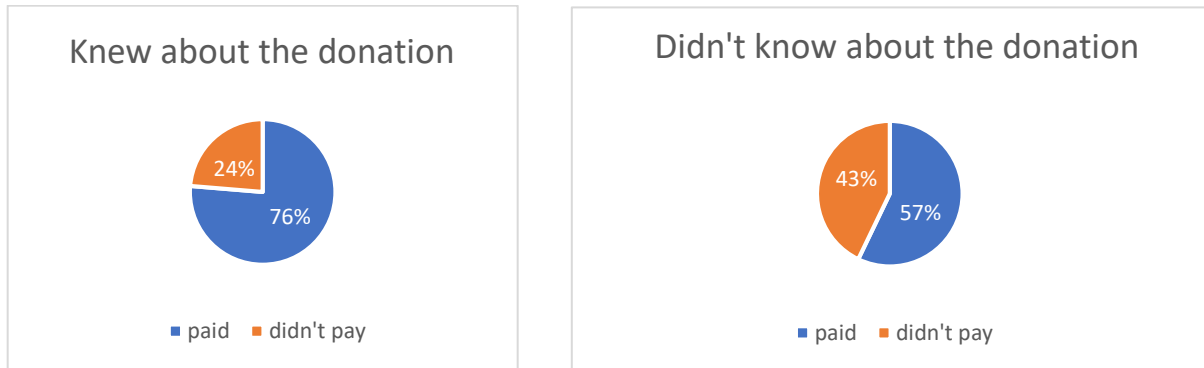 Knew about the donation
24%
76%
paid didn't pay
Didn't know about the donation
43%
57%
paid didn't pay